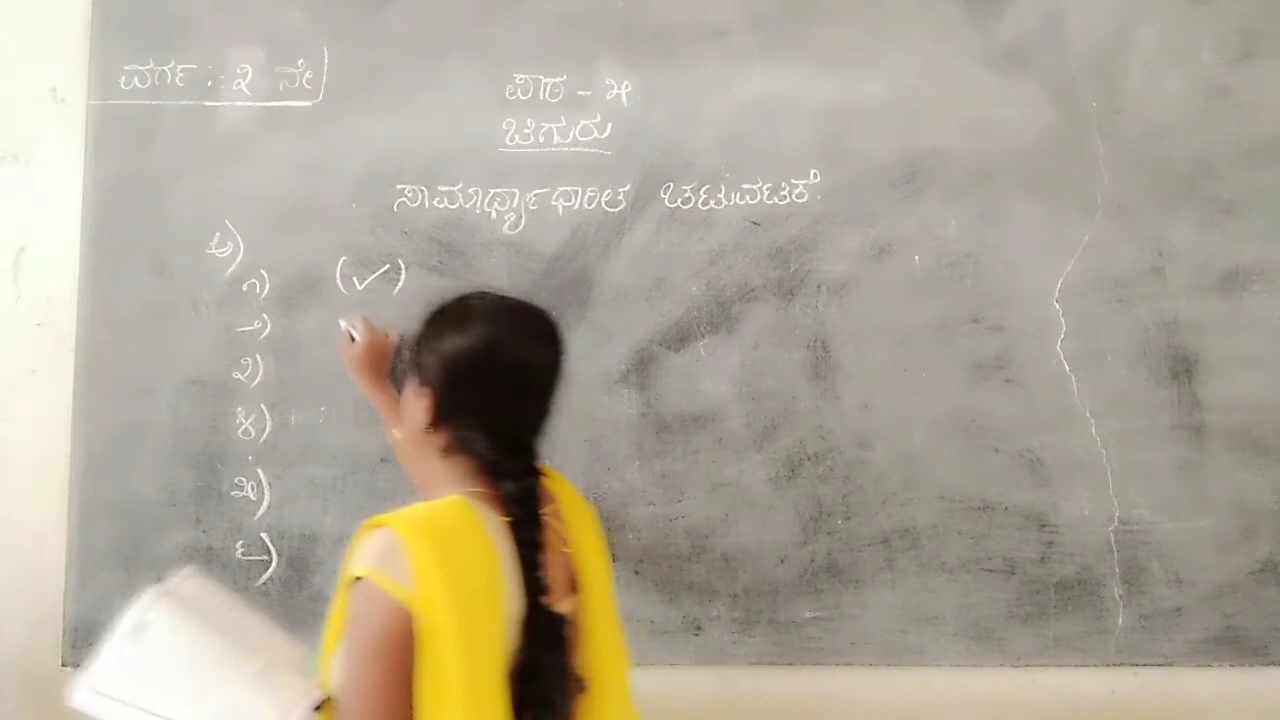 ವರ್ಗ :: ೩ ನೇ
ಪಾಠ - ೫
ಚಿಗುರು
ಸಾಮರ್ಥ್ಯಾಧಾರಿತ ಚಟುವಟಿಕೆ.
ಅ)
೧) (✓)
೨)
೩)
೪)
೫)
೬)